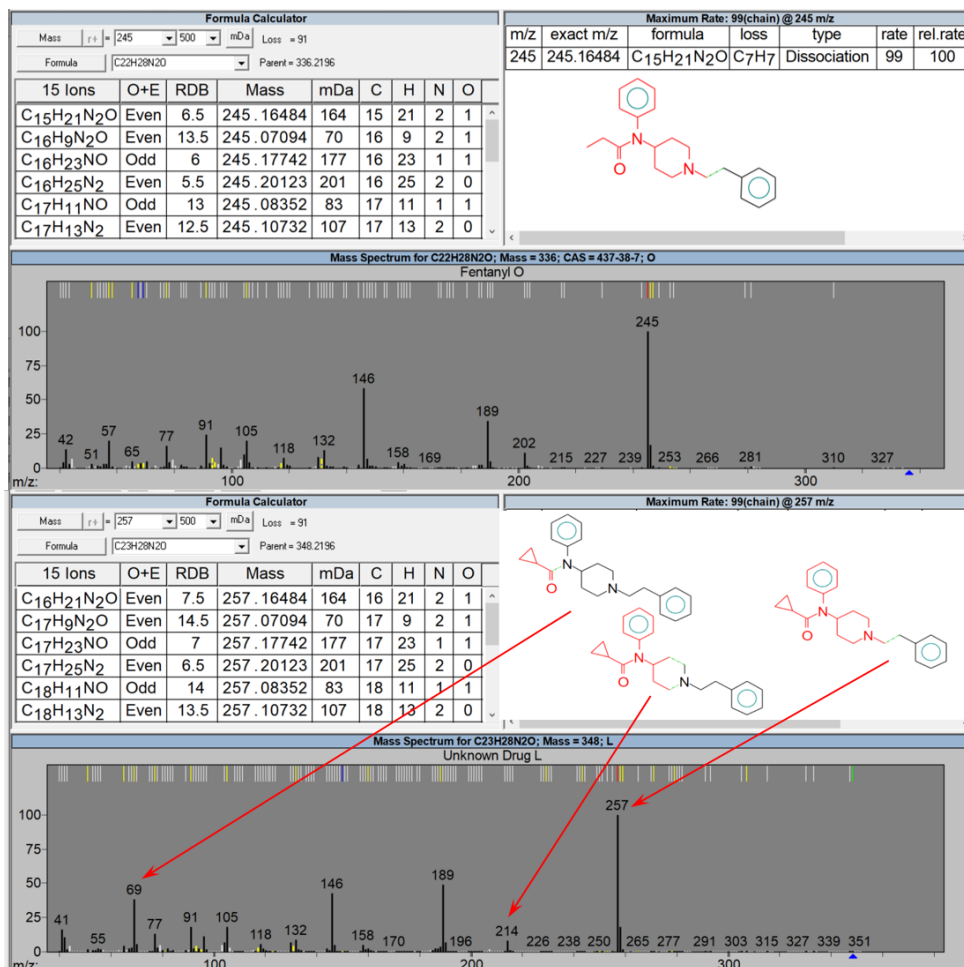 Formula Calculator
Mass r+ = 245 500 mDa Loss = 91
Formula C22H28N2O Parent = 336.2196
15 Ions O+E RDB Mass mDa C H N O
C15H21N2O Even 6.5 245.16484 164 15 21 2 1
C16H9N2O Even 13.5 245.07094 70 16 9 2 1
C16H23NO Odd 6 245.17742 177 16 23 1 1
C16H25N2 Even 5.5 245.20123 201 16 25 2 0
C17H11NO Odd 13 245.08352 83 17 11 1 1
C17H13N2 Even 12.5 245.10732 107 17 13 2 0
Maximum Rate: 99(chain) @ 245 m/z
m/z exact m/z formula loss type rate rel.rate
245 245.16484 C15H21N2O C7H7 Dissociation 99 100
N
O
N
Mass Spectrum for C22H28N2O; Mass = 336; CAS = 437-38-7; O
Fentanyl O
100
75
50
25
0
42 51 57 65 77 91 105 118 132 146 158 169 189 202 215 227 239 245 253 266 281 310 327
m/z: 100 200 300
Formula Calculator
Mass r+ = 257 500 mDa Loss = 91
Formula C23H28N2O Parent = 348.2196
15 Ions O+E RDB Mass mDa C H N O
C16H21N2O Even 7.5 257.16484 164 16 21 2 1
C17H9N2O Even 14.5 257.07094 70 17 9 2 1
C17H23NO Odd 7 257.17742 177 17 23 1 1
C17H25N2 Even 6.5 257.20123 201 17 25 2 0
C18H11NO Odd 14 257.08352 83 18 11 1 1
C18H13N2 Even 13.5 257.10732 107 18 13 2 0
Maximum Rate: 99(chain) @ 257 m/z
N
O
N
N
O
N
N
O
N
Mass Spectrum for C23H28N2O; Mass = 348; L
Unknown Drug L
100
75
50
25
0
41 55 69 77 91 105 118 132 146 158 170 189 196 214 226 238 250 257 265 277 291 303 315 327 339 351
m/z: 100 200 300